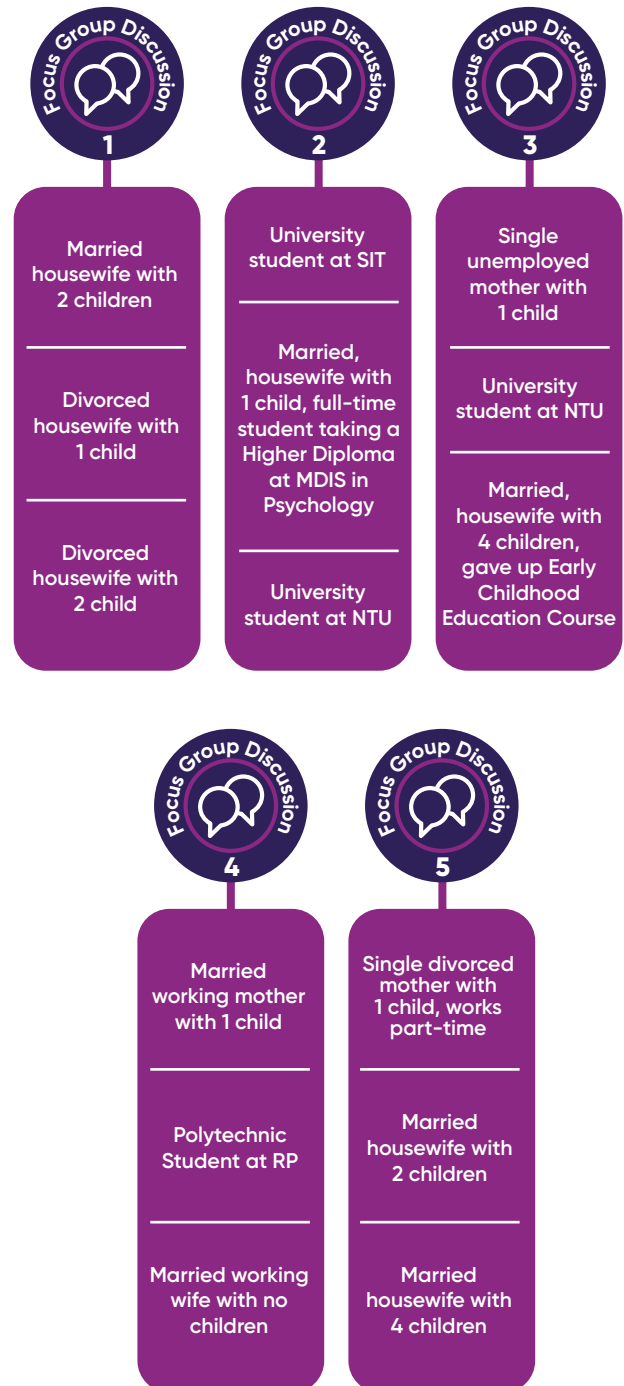 Focus Group Discussion
1
Married
housewife with
2 children
Divorced
housewife with
1 child
Divorced
housewife with
2 child
Focus Group Discussion
2
University
student at SIT
Married,
housewife with
1 child, full-time
student taking a
Higher Diploma
at MDIS in
Psychology
University
student at NTU
Focus Group Discussion
3
Single
unemployed
mother with
1 child
University
student at NTU
Married,
housewife with
4 children,
gave up Early
Childhood
Education Course
Focus Group Discussion
4
Married
working mother
with 1 child
Polytechnic
Student at RP
Married working
wife with no
children
Focus Group Discussion
5
Single divorced
mother with
1 child, works
part-time
Married
housewife with
2 children
Married
housewife with
4 children